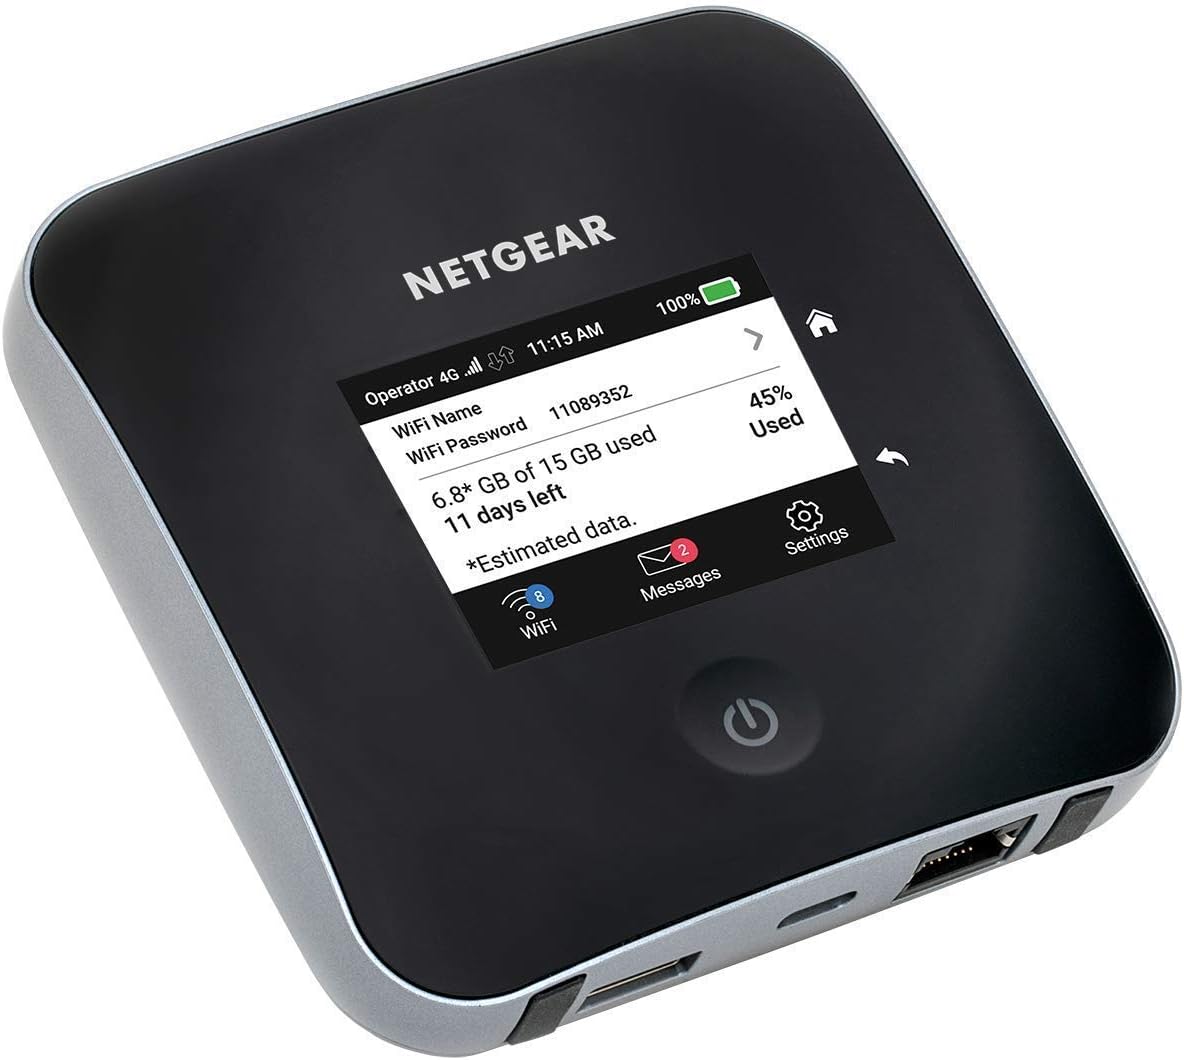 NETGEAR
Operator 4G 11:15 AM 100%
WiFi Name
WiFi Password 11089352
6.8* GB of 15 GB used 45%
11 days left Used
*Estimated data.
8 2
WiFi Messages Settings